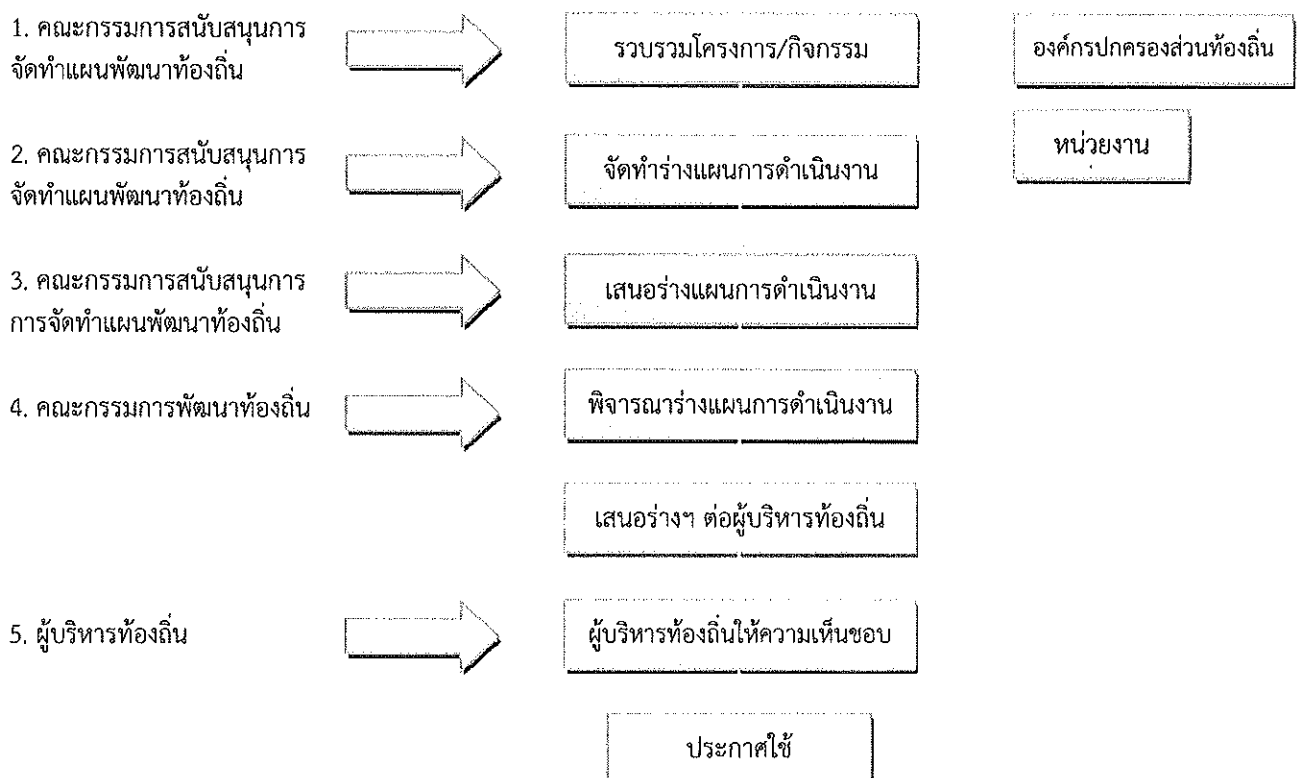 1. คณะกรรมการสนับสนุนการ
จัดทำแผนพัฒนาท้องถิ่น
รวบรวมโครงการ/กิจกรรม
องค์กรปกครองส่วนท้องถิ่น
หน่วยงาน
2. คณะกรรมการสนับสนุนการ
จัดทำแผนพัฒนาท้องถิ่น
จัดทำร่างแผนการดำเนินงาน
3. คณะกรรมการสนับสนุนการ
การจัดทำแผนพัฒนาท้องถิ่น
เสนอร่างแผนการดำเนินงาน
4. คณะกรรมการพัฒนาท้องถิ่น
พิจารณาร่างแผนการดำเนินงาน
เสนอร่างฯ ต่อผู้บริหารท้องถิ่น
5. ผู้บริหารท้องถิ่น
ผู้บริหารท้องถิ่นให้ความเห็นชอบ
ประกาศใช้